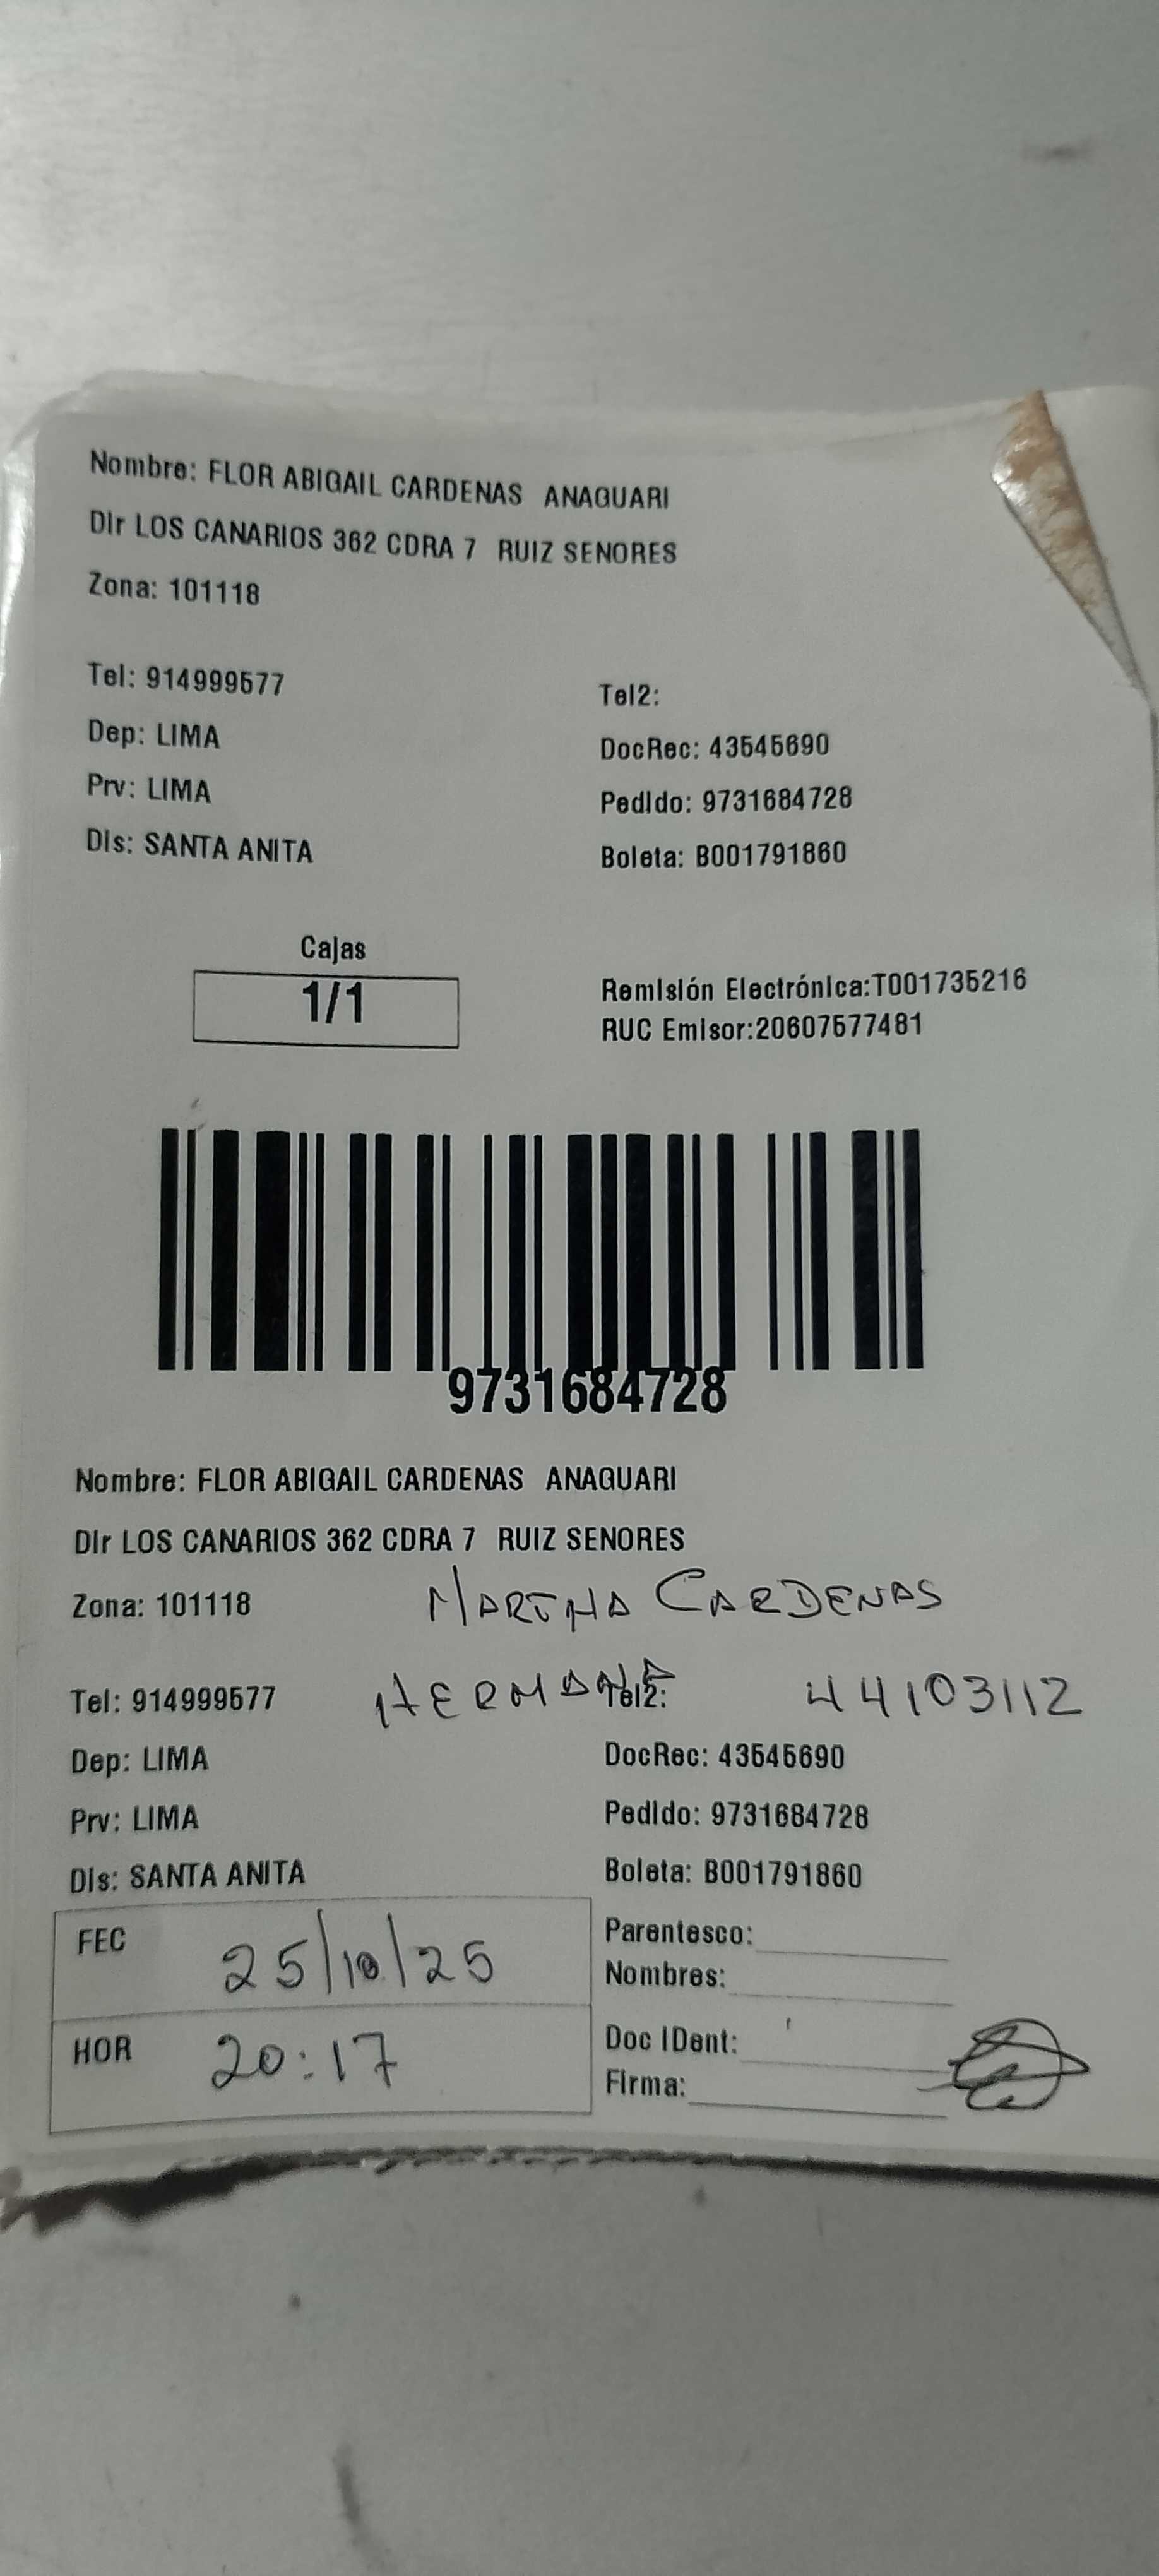 Nombre: FLOR ABIGAIL CARDENAS ANAGUARI
Dir LOS CANARIOS 362 CDRA 7 RUIZ SENORES
Zona: 101118
Tel: 914999577
Tel2:
Dep: LIMA
DocRec: 43545690
Prv: LIMA
Pedido: 9731684728
Dis: SANTA ANITA
Boleta: B001791860
Cajas
1/1
Remisión Electrónica:T001735216
RUC Emisor:20607577481
9731684728
Nombre: FLOR ABIGAIL CARDENAS ANAGUARI
Dir LOS CANARIOS 362 CDRA 7 RUIZ SENORES
Zona: 101118
MARTHA CARDENAS
Tel: 914999577
HERMANA
Tel2:
44103112
Dep: LIMA
DocRec: 43545690
Prv: LIMA
Pedido: 9731684728
Dis: SANTA ANITA
Boleta: B001791860
FEC 25/10/25
Parentesco:
Nombres:
HOR 20:17
Doc IDent:
Firma: